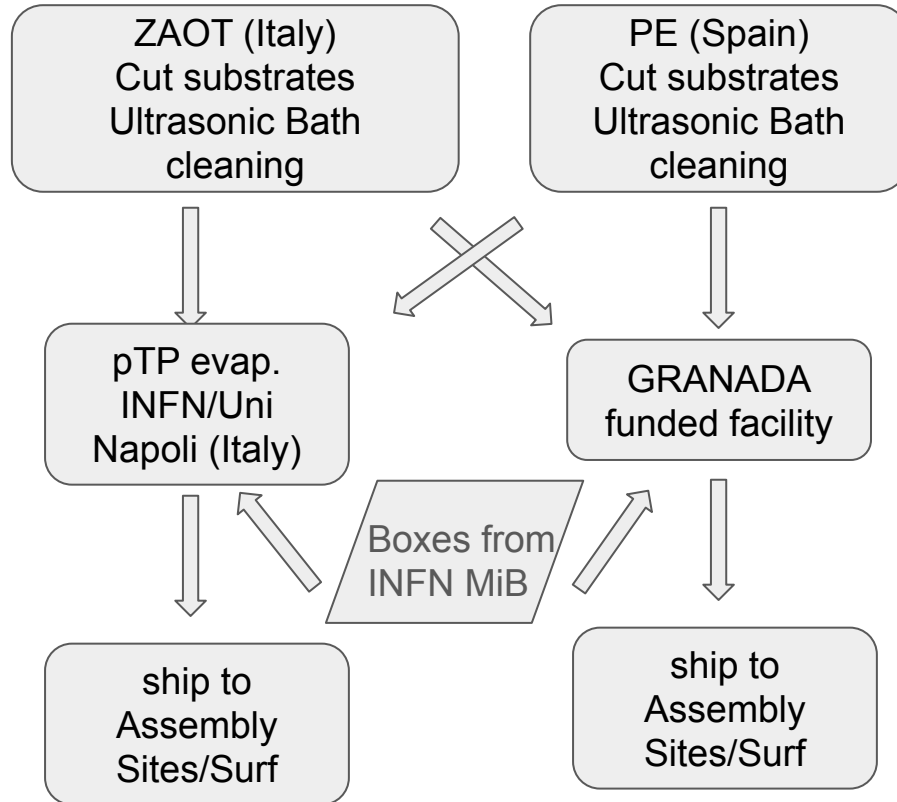 ZAOT (Italy)
Cut substrates
Ultrasonic Bath
cleaning
PE (Spain)
Cut substrates
Ultrasonic Bath
cleaning
pTP evap.
INFN/Uni
Napoli (Italy)
GRANADA
funded facility
Boxes from
INFN MiB
ship to
Assembly
Sites/Surf
ship to
Assembly
Sites/Surf